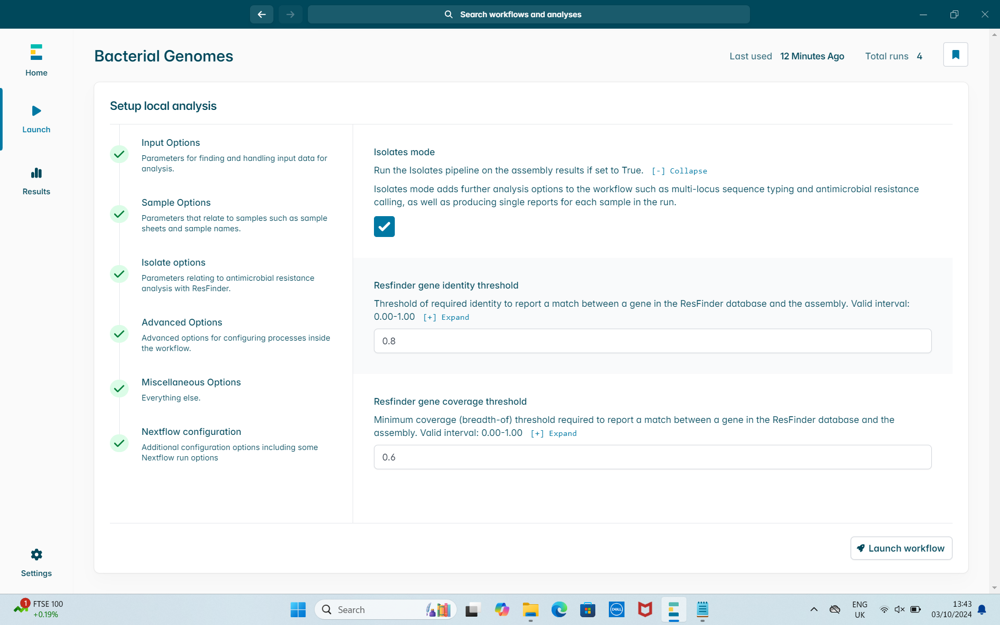 Search workflows and analyses
Home
Launch
Results
Settings
Bacterial Genomes
Last used 12 Minutes Ago Total runs 4
Setup local analysis
Input Options
Parameters for finding and handling input data for
analysis.
Sample Options
Parameters that relate to samples such as sample
sheets and sample names.
Isolate options
Parameters relating to antimicrobial resistance
analysis with ResFinder.
Advanced Options
Advanced options for configuring processes inside
the workflow.
Miscellaneous Options
Everything else.
Nextflow configuration
Additional configuration options including some
Nextflow run options
Isolates mode
Run the Isolates pipeline on the assembly results if set to True. [-] Collapse
Isolates mode adds further analysis options to the workflow such as multi-locus sequence typing and antimicrobial resistance
calling, as well as producing single reports for each sample in the run.
Resfinder gene identity threshold
Threshold of required identity to report a match between a gene in the ResFinder database and the assembly. Valid interval:
0.00-1.00 [+] Expand
0.8
Resfinder gene coverage threshold
Minimum coverage (breadth-of) threshold required to report a match between a gene in the ResFinder database and the
assembly. Valid interval: 0.00-1.00 [+] Expand
0.6
Launch workflow
1
FTSE 100
+0.19%
Search
DELL
ENG
UK
13:43
03/10/2024